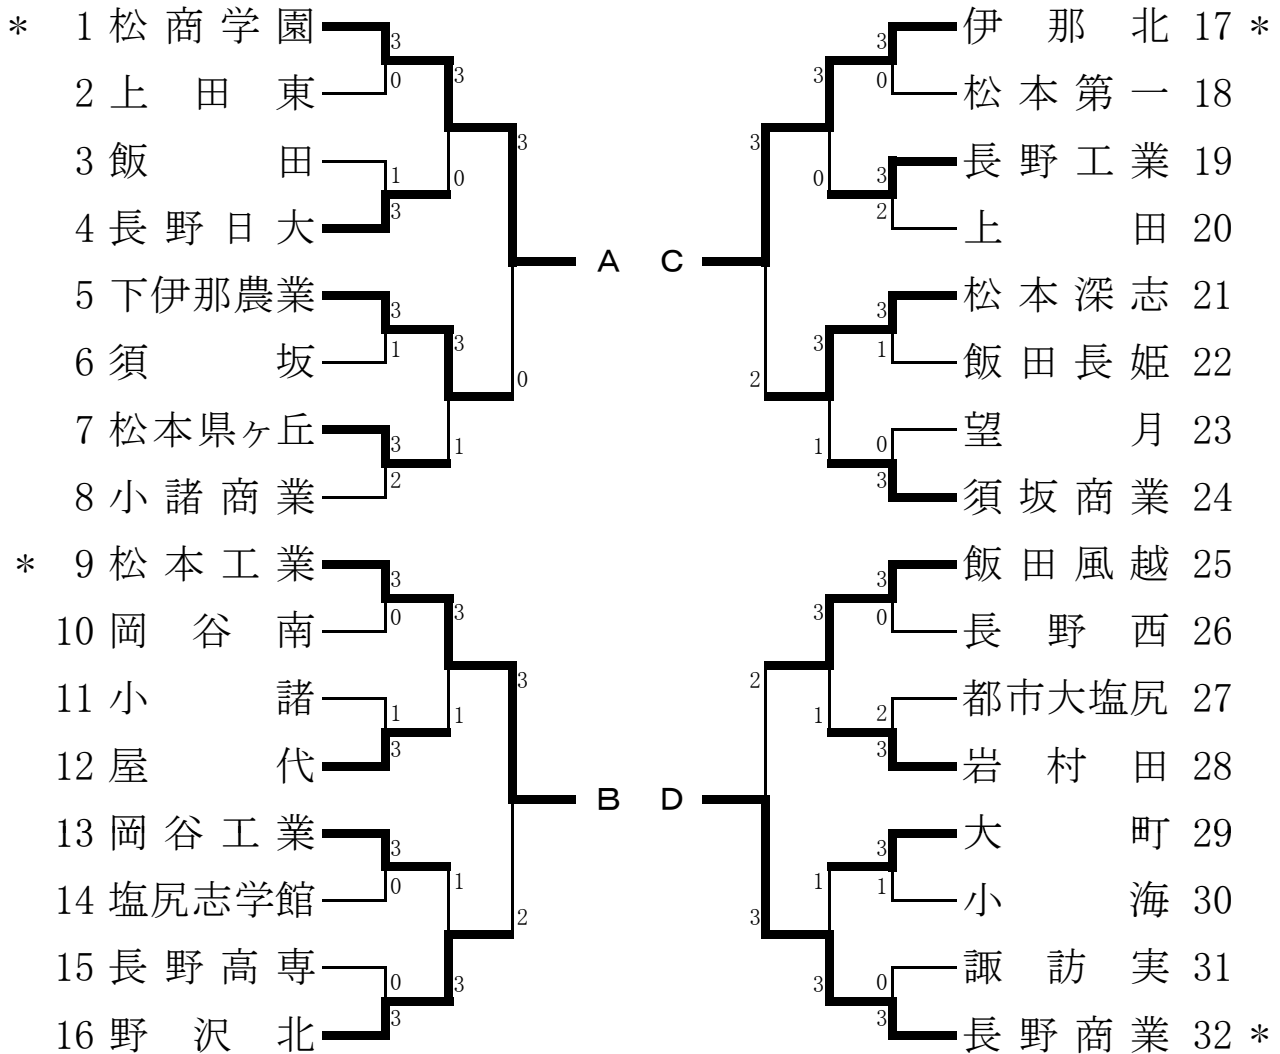 * 1 松商学園
2 上田東
3 飯田
4 長野日大
5 下伊那農業
6 須坂
7 松本県ヶ丘
8 小諸商業
* 9 松本工業
10 岡谷南
11 小諸
12 屋代
13 岡谷工業
14 塩尻志学館
15 長野高専
16 野沢北
3
0
3
1
3
0
3
3
1
3
3
2
1
0
3
0
3
1
3
1
3
3
0
1
0
3
3
2
A
B
C
D
3
2
2
3
3
0
3
1
3
1
1
3
3
0
3
2
3
1
0
3
3
0
2
3
3
1
0
3
伊那北 17 *
松本第一 18
長野工業 19
上田 20
松本深志 21
飯田長姫 22
望月 23
須坂商業 24
飯田風越 25
長野西 26
都市大塩尻 27
岩村田 28
大町 29
小海 30
諏訪実 31
長野商業 32 *